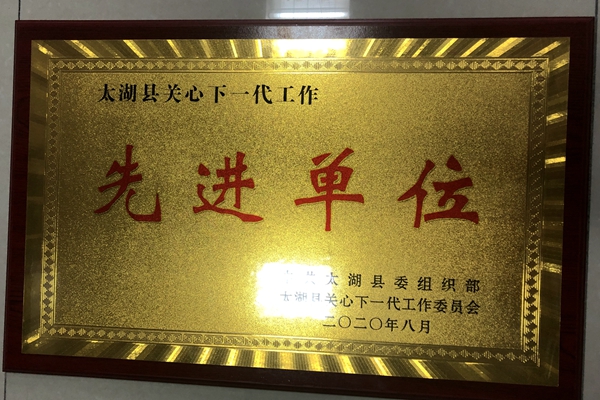 太湖县关心下一代工作
先进单位
中共太湖县委组织部
太湖县关心下一代工作委员会
二〇二〇年八月